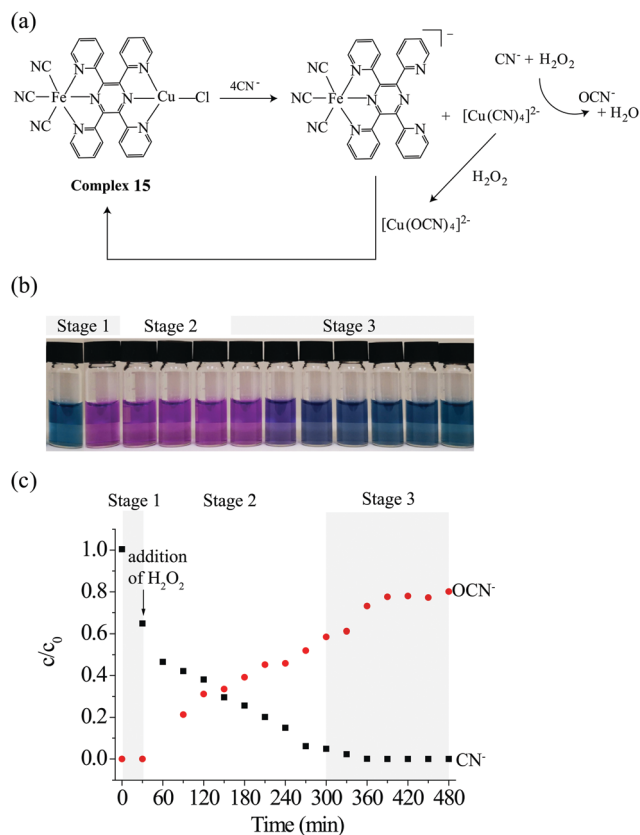 (a)
NC
NC
NC
Fe
N
N
N
N
N
N
Cu
Cl
4CN⁻
NC
NC
NC
Fe
N
N
N
N
N
N
−
+ [Cu(CN)₄]²⁻
CN⁻ + H₂O₂
OCN⁻
+ H₂O
Complex 15
H₂O₂
[Cu(OCN)₄]²⁻
(b)
Stage 1 Stage 2 Stage 3
(c)
Stage 1 Stage 2 Stage 3
addition
of H₂O₂
OCN⁻
CN⁻
c/c₀
1.0
0.8
0.6
0.4
0.2
0.0
0 60 120 180 240 300 360 420 480
Time (min)